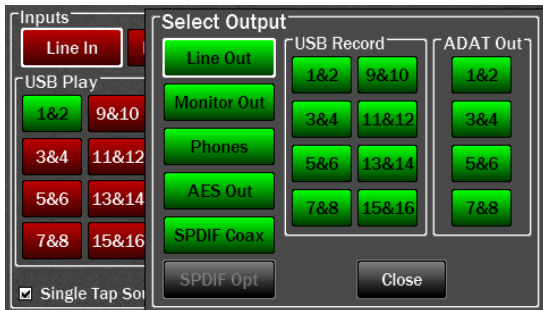 Inputs
Line In
USB Play
1&2
9&10
3&4
11&12
5&6
13&14
7&8
15&16
Single Tap Sou
Select Output
Line Out
Monitor Out
Phones
AES Out
SPDIF Coax
SPDIF Opt
USB Record
1&2
9&10
3&4
11&12
5&6
13&14
7&8
15&16
ADAT Out
1&2
3&4
5&6
7&8
Close